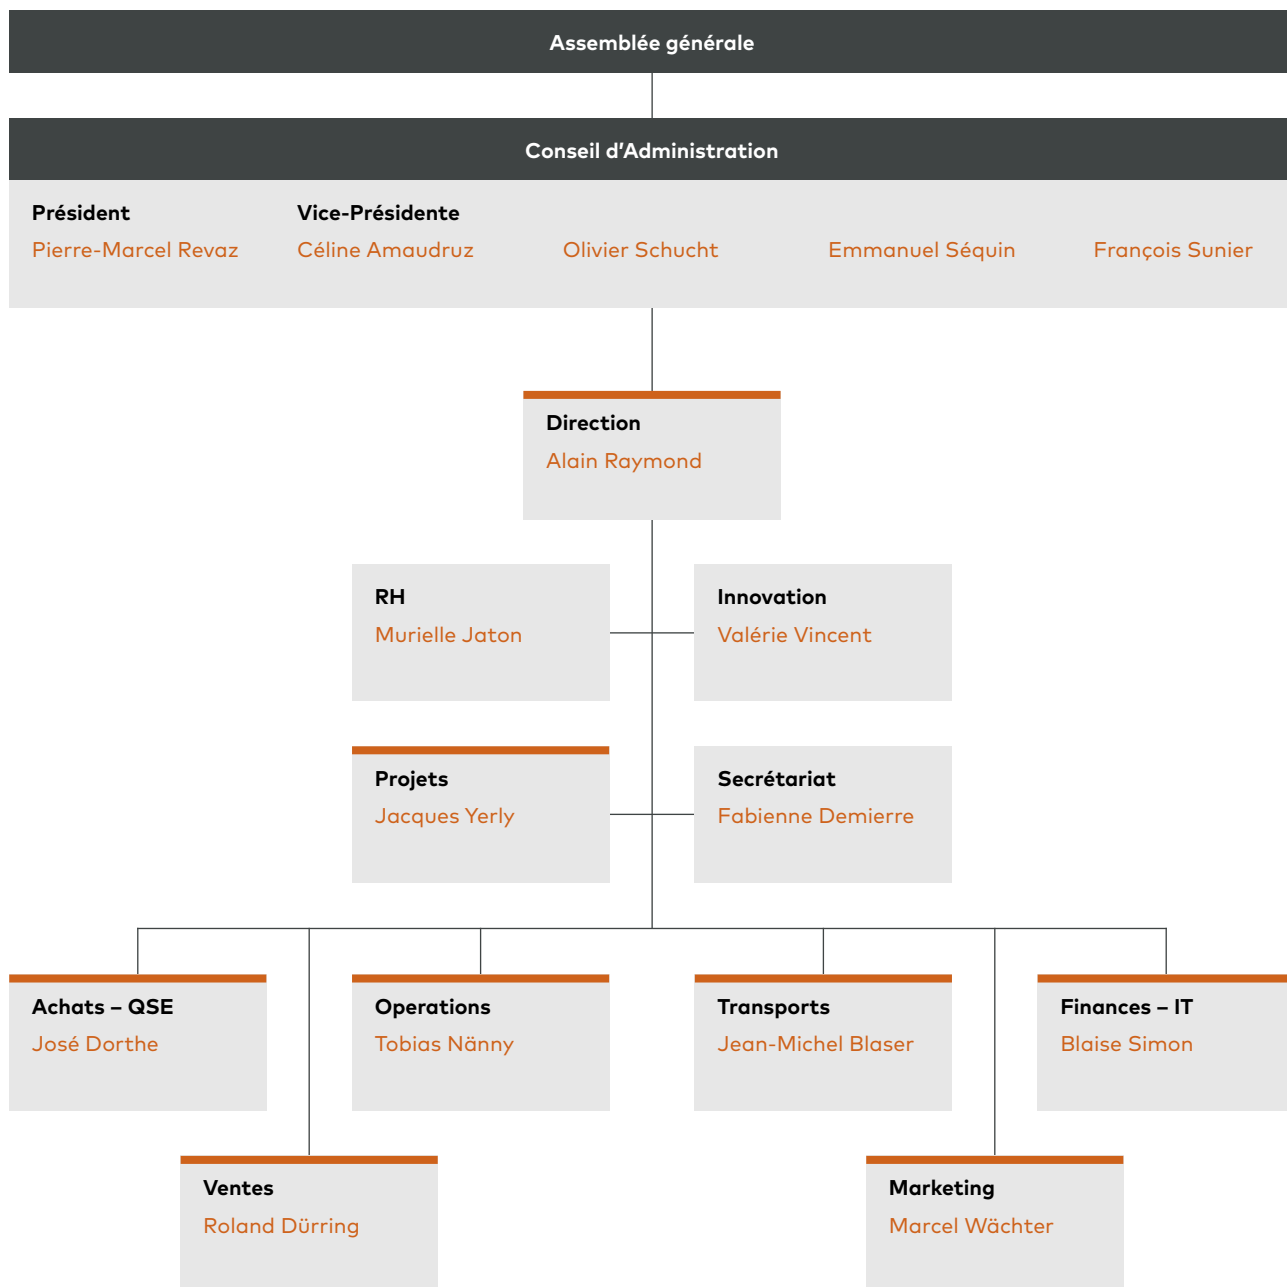 Assemblée générale
Conseil d'Administration
Président
Pierre-Marcel Revaz
Vice-Présidente
Céline Amaudruz
Olivier Schucht
Emmanuel Séquin
François Sunier
Direction
Alain Raymond
RH
Murielle Jaton
Innovation
Valérie Vincent
Projets
Jacques Yerly
Secrétariat
Fabienne Demierre
Achats – QSE
José Dorthe
Operations
Tobias Nänny
Transports
Jean-Michel Blaser
Finances – IT
Blaise Simon
Ventes
Roland Dürring
Marketing
Marcel Wächter